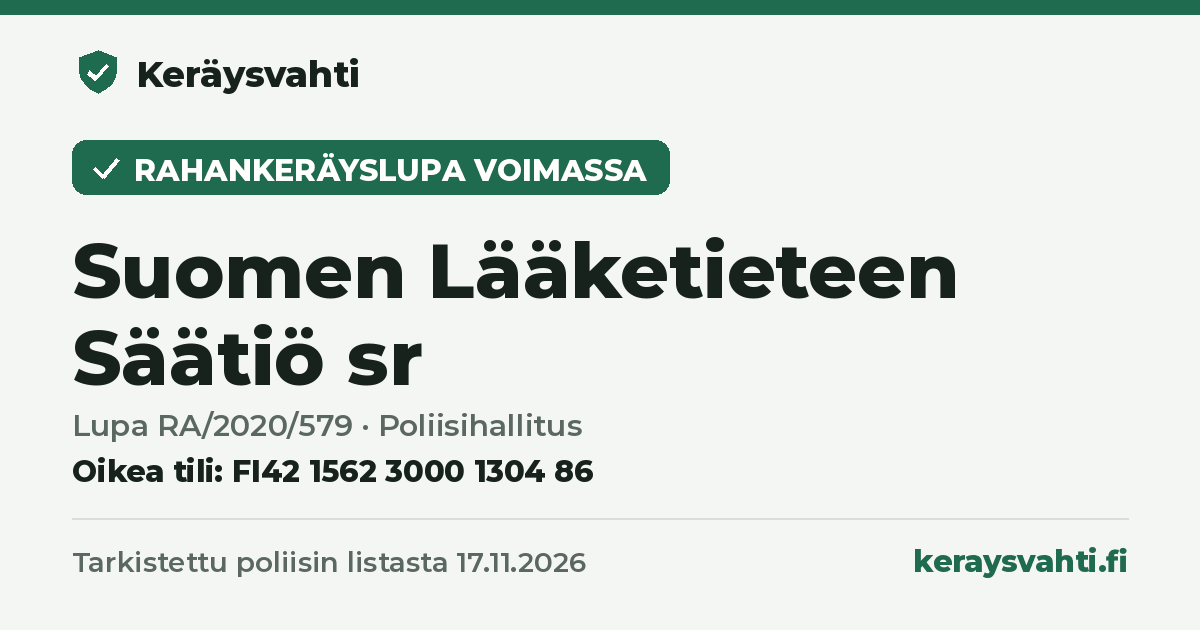 Keräysvahti
RAHANKERÄYSLUPA VOIMASSA
Suomen Lääketieteen
Säätiö sr
Lupa RA/2020/579 · Poliisihallitus
Oikea tili: FI42 1562 3000 1304 86
Tarkistettu poliisin listasta 17.11.2026
keraysvahti.fi